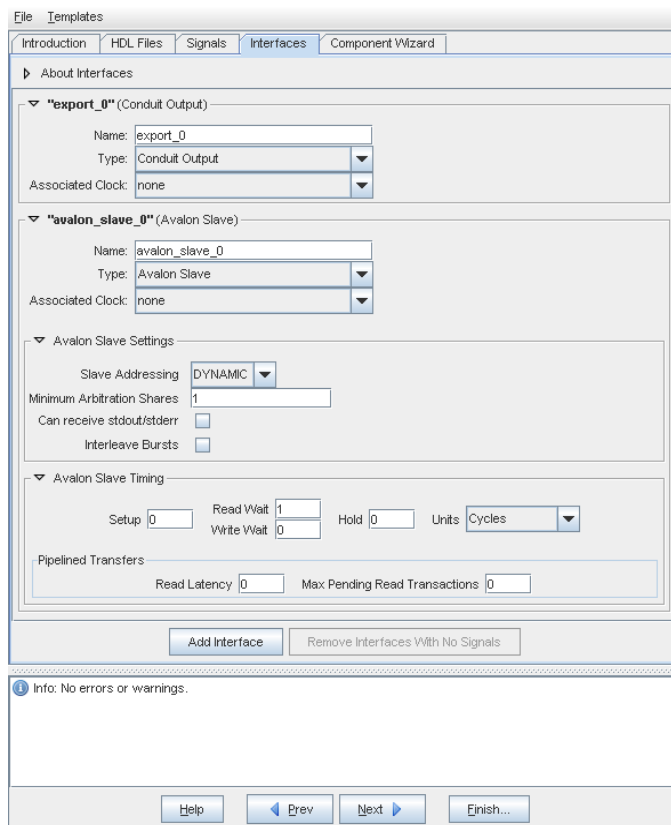 File Templates
Introduction HDL Files Signals Interfaces Component Wizard
About Interfaces
"export_0" (Conduit Output)
Name: export_0
Type: Conduit Output
Associated Clock: none
"avalon_slave_0" (Avalon Slave)
Name: avalon_slave_0
Type: Avalon Slave
Associated Clock: none
Avalon Slave Settings
Slave Addressing DYNAMIC
Minimum Arbitration Shares 1
Can receive stdout/stderr
Interleave Bursts
Avalon Slave Timing
Setup 0 Read Wait 1 Hold 0 Units Cycles
Write Wait 0
Pipelined Transfers
Read Latency 0 Max Pending Read Transactions 0
Add Interface Remove Interfaces With No Signals
Info: No errors or warnings.
Help Prev Next Finish...